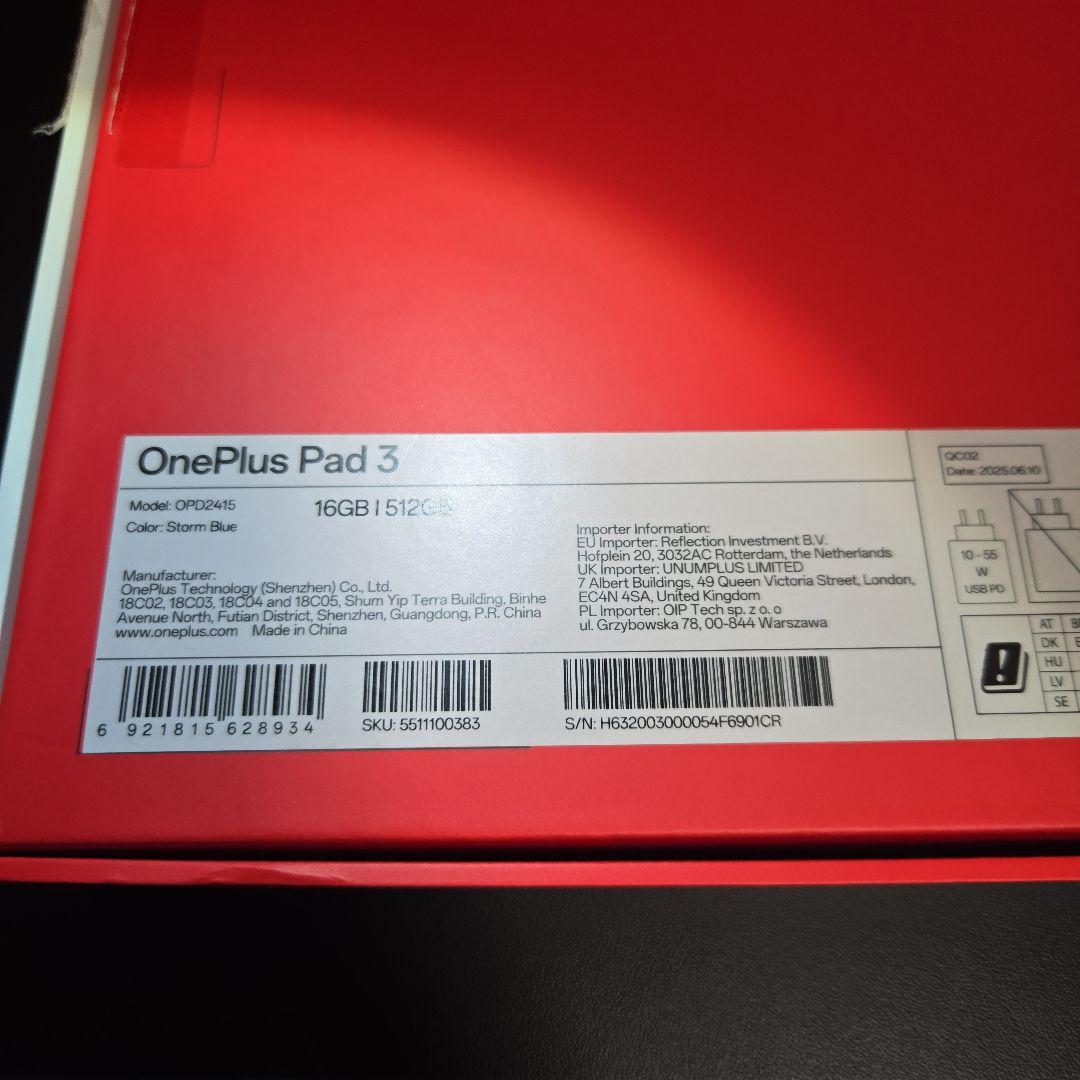 OnePlus Pad 3
Model: OPD2415
16GB | 512GB
Color: Storm Blue
Manufacturer:
OnePlus Technology (Shenzhen) Co., Ltd.
18C02, 18C03, 18C04 and 18C05, Shum Yip Terra Building, Binhe
Avenue North, Futian District, Shenzhen, Guangdong, P.R. China
www.oneplus.com Made in China
Importer Information:
EU Importer: Reflection Investment B.V.
Hofplein 20, 3032AC Rotterdam, the Netherlands
UK Importer: UNUMPLUS LIMITED
7 Albert Buildings, 49 Queen Victoria Street, London,
EC4N 4SA, United Kingdom
PL Importer: OIP Tech sp. z o. o
ul. Grzybowska 78, 00-844 Warszawa
6 921815 628934
SKU: 5511100383
S/N: H632003000054F6901CR
QC02
Date: 2025.06.10
10 - 55
W
USB PD
AT
DK
HU
LV
SE